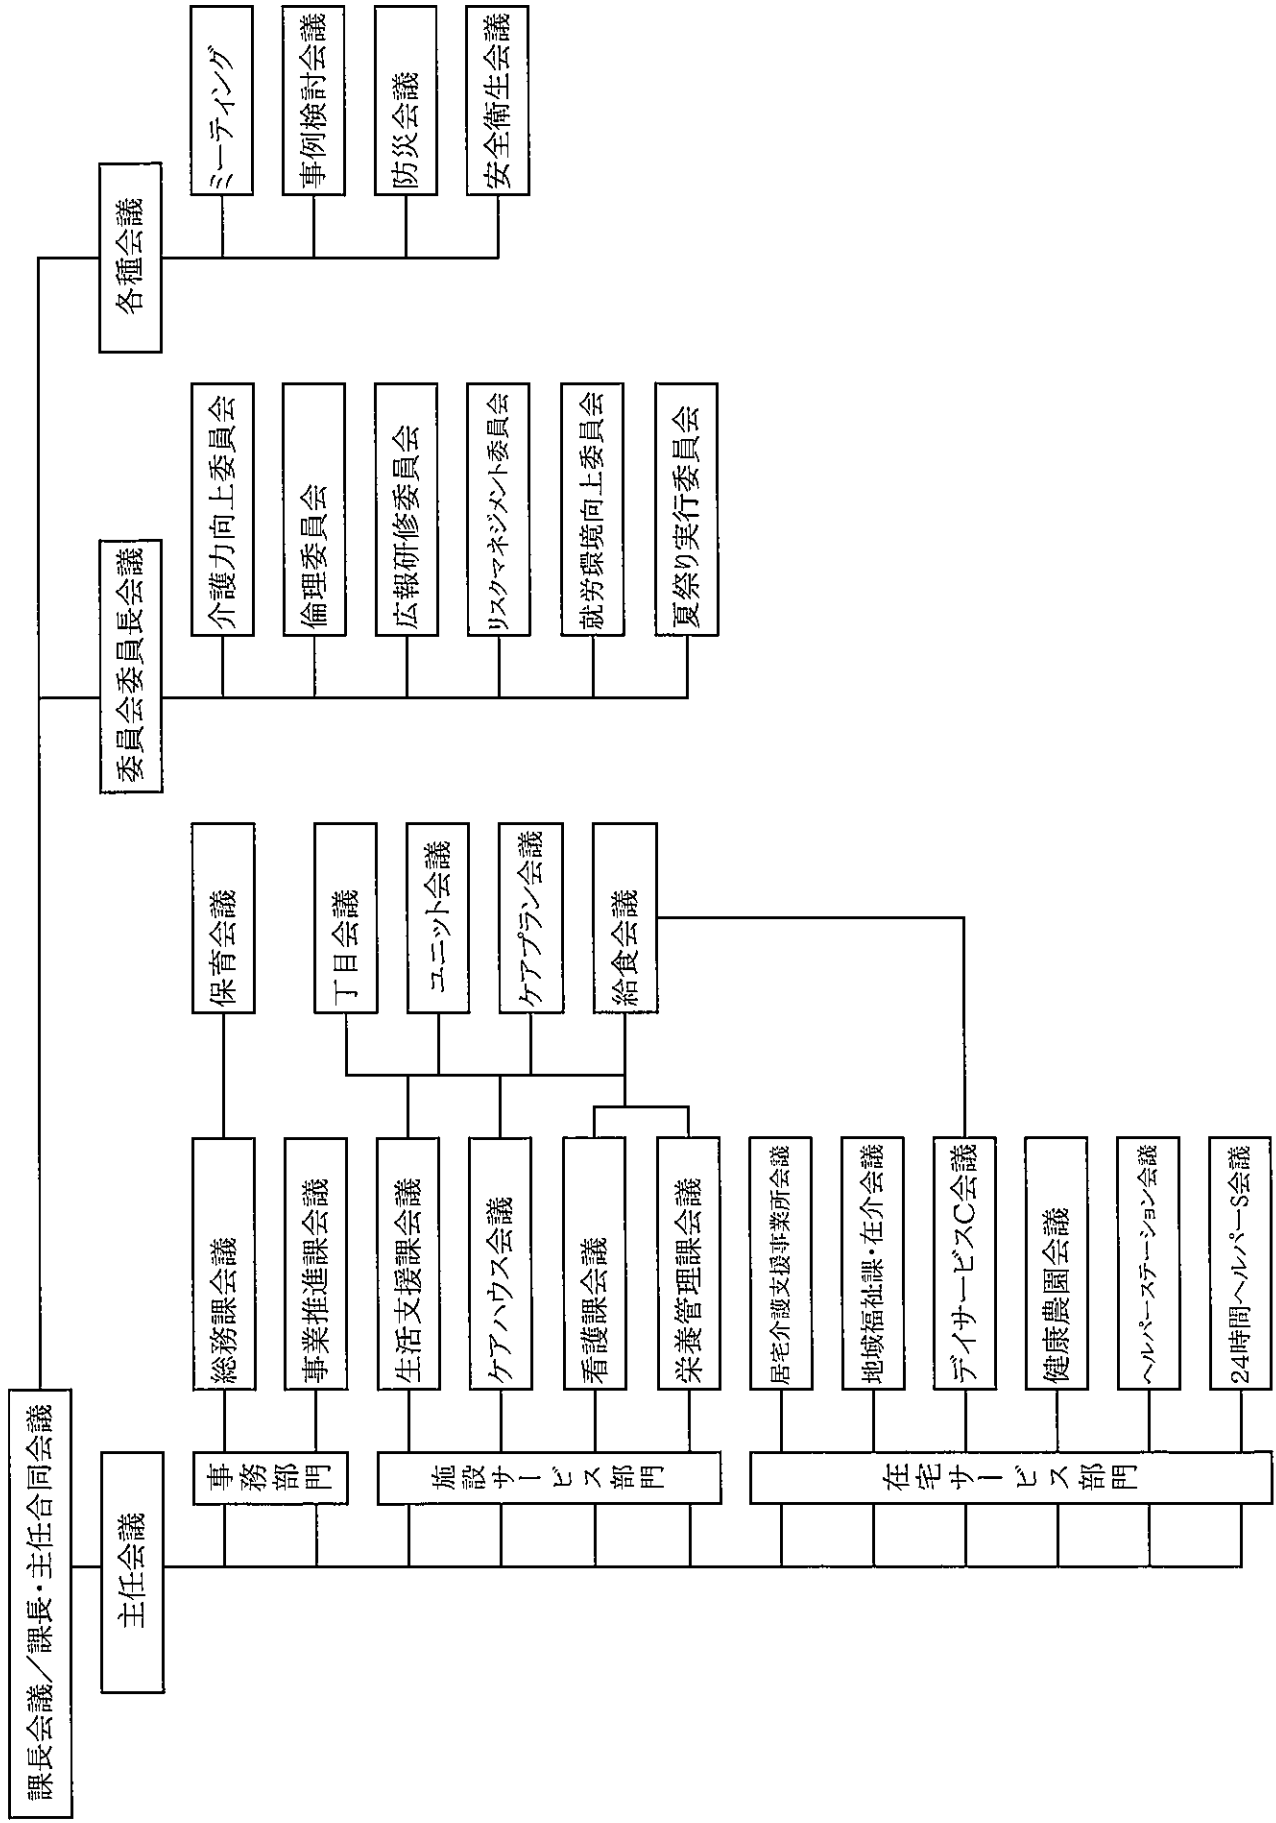 課長会議／課長・主任合同会議
主任会議
事務部門
総務課会議
保育会議
事業推進課会議
施設サービス部門
生活支援課会議
ケアハウス会議
看護課会議
栄養管理課会議
丁目会議
ユニット会議
ケアプラン会議
給食会議
在宅サービス部門
居宅介護支援事業所会議
地域福祉課・在介会議
デイサービスC会議
健康農園会議
ヘルパーステーション会議
24時間ヘルパーS会議
委員会委員長会議
介護力向上委員会
倫理委員会
広報研修委員会
リスクマネジメント委員会
就労環境向上委員会
夏祭り実行委員会
各種会議
ミーティング
事例検討会議
防災会議
安全衛生会議